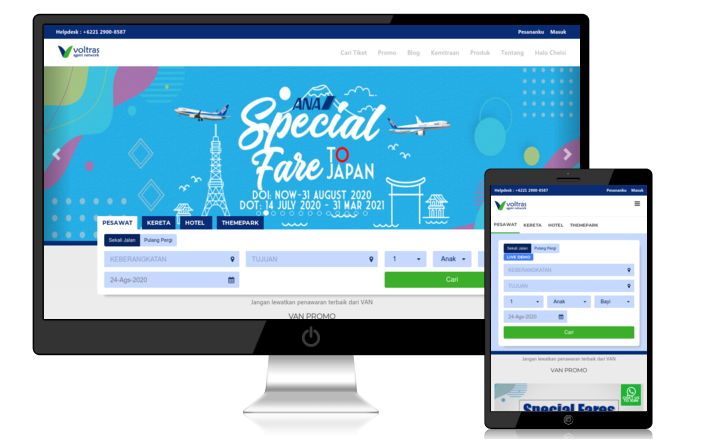 Helpdesk : +6221 2900-8587 Pesananku Masuk
voltras
agent network
Cari Tiket Promo Blog Kemitraan Produk Tentang Halo Chelsi
ANA
Special
Fare TO
JAPAN
DOI: NOW-31 AUGUST 2020
DOT: 14 JULY 2020 - 31 MAR 2021
PESAWAT KERETA HOTEL THEMEPARK
Sekali Jalan Pulang Pergi
KEBERANGKATAN TUJUAN 1 Anak
24-Ags-2020 Cari
Jangan lewatkan penawaran terbaik dari VAN
VAN PROMO
Helpdesk : +6221 2900-8587 Pesananku Masuk
voltras
agent network
PESAWAT KERETA HOTEL THEMEPARK
Sekali Jalan Pulang Pergi
LIVE DEMO
KEBERANGKATAN
TUJUAN
1 Anak Bayi
24-Ags-2020
Cari
Jangan lewatkan penawaran terbaik dari VAN
VAN PROMO
Special Fares